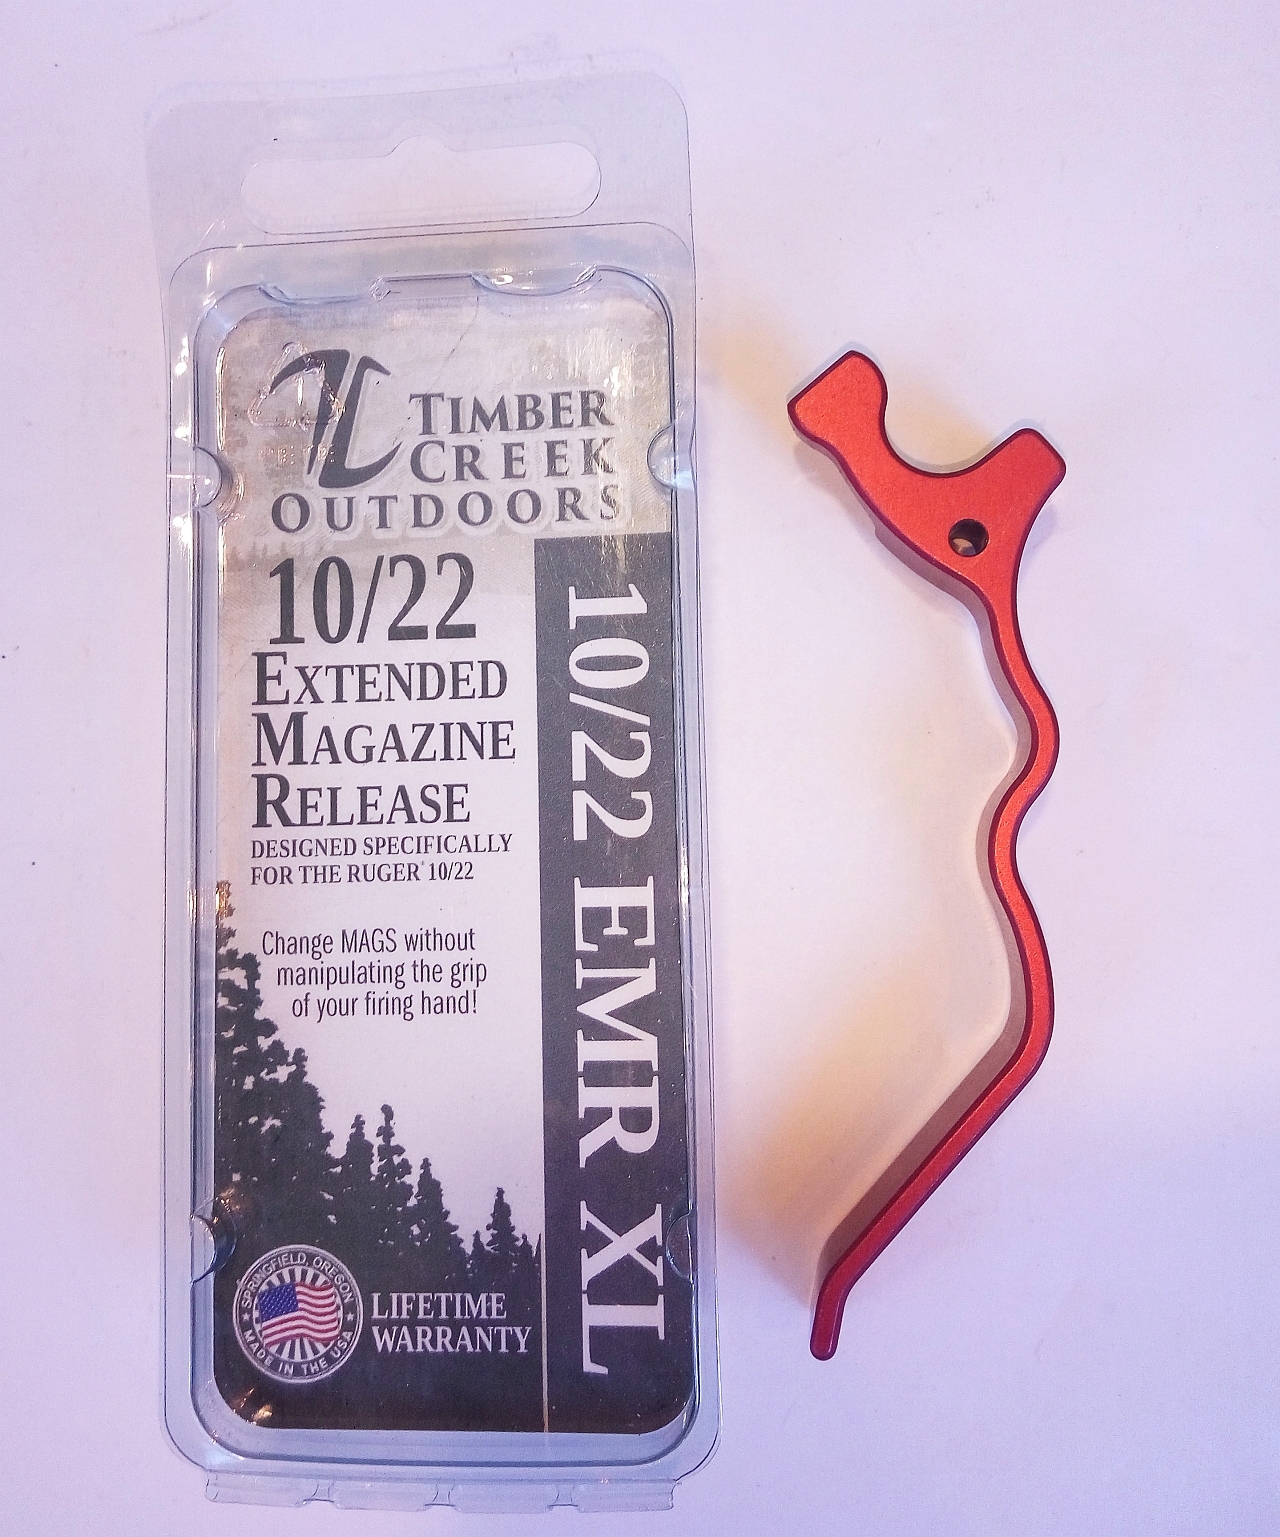 TIMBER
CREEK
OUTDOORS
10/22
EXTENDED
MAGAZINE
RELEASE
DESIGNED SPECIFICALLY
FOR THE RUGER® 10/22
Change MAGS without
manipulating the grip
of your firing hand!
10/22 EMR XL
SPRINGFIELD, OREGON
MADE IN THE USA
LIFETIME
WARRANTY